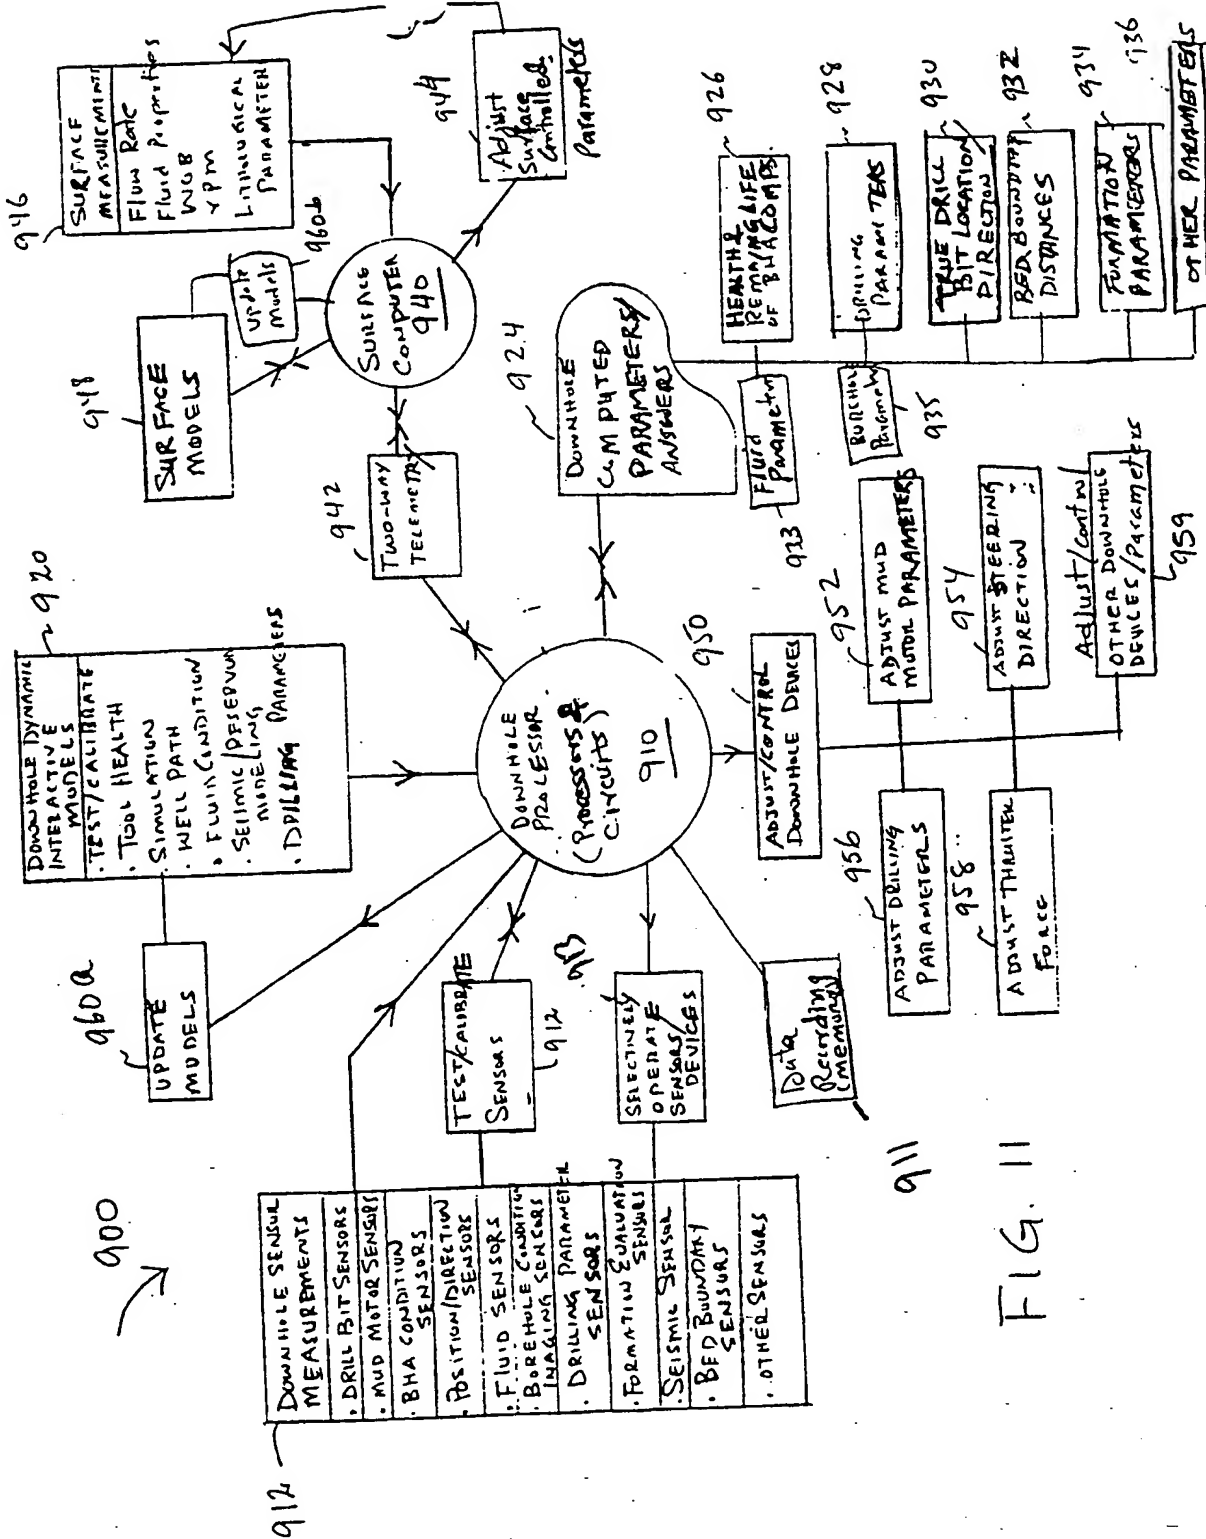 900
912
DOWNHOLE SENSOR
MEASUREMENTS
. DRILL BIT SENSORS
. MUD MOTOR SENSORS
. BHA CONDITION
SENSORS
. POSITION/DIRECTION
SENSORS
. FLUID SENSORS
. BOREHOLE CONDITION
IMAGING SENSORS
. DRILLING PARAMETER
SENSORS
. FORMATION EVALUATION
SENSORS
. SEISMIC SENSOR
. BED BOUNDARY
SENSORS
. OTHER SENSORS
960a
UPDATE
MODELS
TEST/CALIBRATE
SENSORS
912
913
SELECTIVELY
OPERATE
SENSORS/
DEVICES
Data
Recording
(memory)
911
920
DOWNHOLE DYNAMIC
INTERACTIVE
MODELS
. TEST/CALIBRATE
. TOOL HEALTH
. SIMULATION
. WELL PATH
. FLUID CONDITION
. SEISMIC/RESERVOIR
MODELING
. DRILLING PARAMETERS
DOWNHOLE
PROCESSOR
(Processors &
Circuits)
910
942
TWO-WAY
TELEMETRY
948
SURFACE
MODELS
update
models
960b
SURFACE
COMPUTER
940
946
SURFACE
MEASUREMENTS
Flow Rate
Fluid Properties
WOB
rpm
LITHOLOGICAL
PARAMETER
944
Adjust
Surface
Controlled
Parameters
924
DOWNHOLE
COMPUTED
PARAMETERS/
ANSWERS
HEALTH &
REMAINING LIFE
OF BHA COMPS.
926
Fluid
Parameters
933
DRILLING
PARAMETERS
928
BOREHOLE
Parameters
935
TRUE DRILL
BIT LOCATION
DIRECTION
930
BED BOUNDARY
DISTANCES
932
FORMATION
PARAMETERS
934
936
OTHER PARAMETERS
950
ADJUST/CONTROL
DOWNHOLE DEVICES
952
ADJUST MUD
MOTOR PARAMETERS
954
ADJUST STEERING
DIRECTION
956
ADJUST DRILLING
PARAMETERS
958
ADJUST THRUSTER
FORCE
Adjust/Control
OTHER DOWNHOLE
DEVICES/Parameters
959
FIG. 11